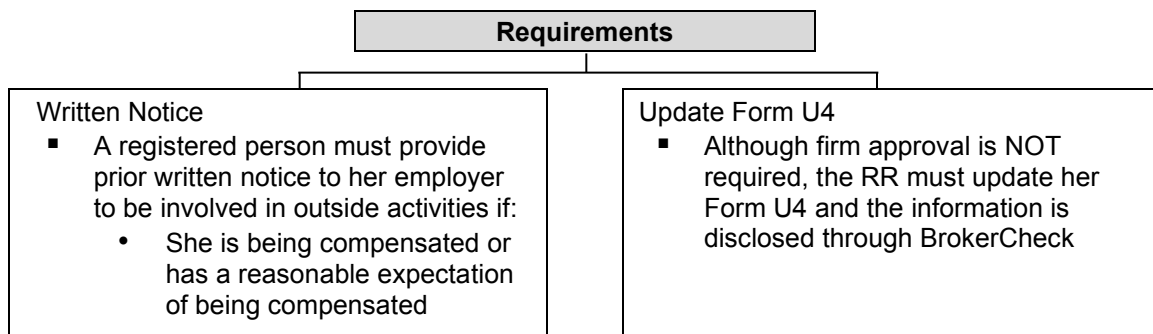 Requirements
Written Notice
▪ A registered person must provide
prior written notice to her employer
to be involved in outside activities if:
• She is being compensated or
has a reasonable expectation
of being compensated
Update Form U4
▪ Although firm approval is NOT
required, the RR must update her
Form U4 and the information is
disclosed through BrokerCheck